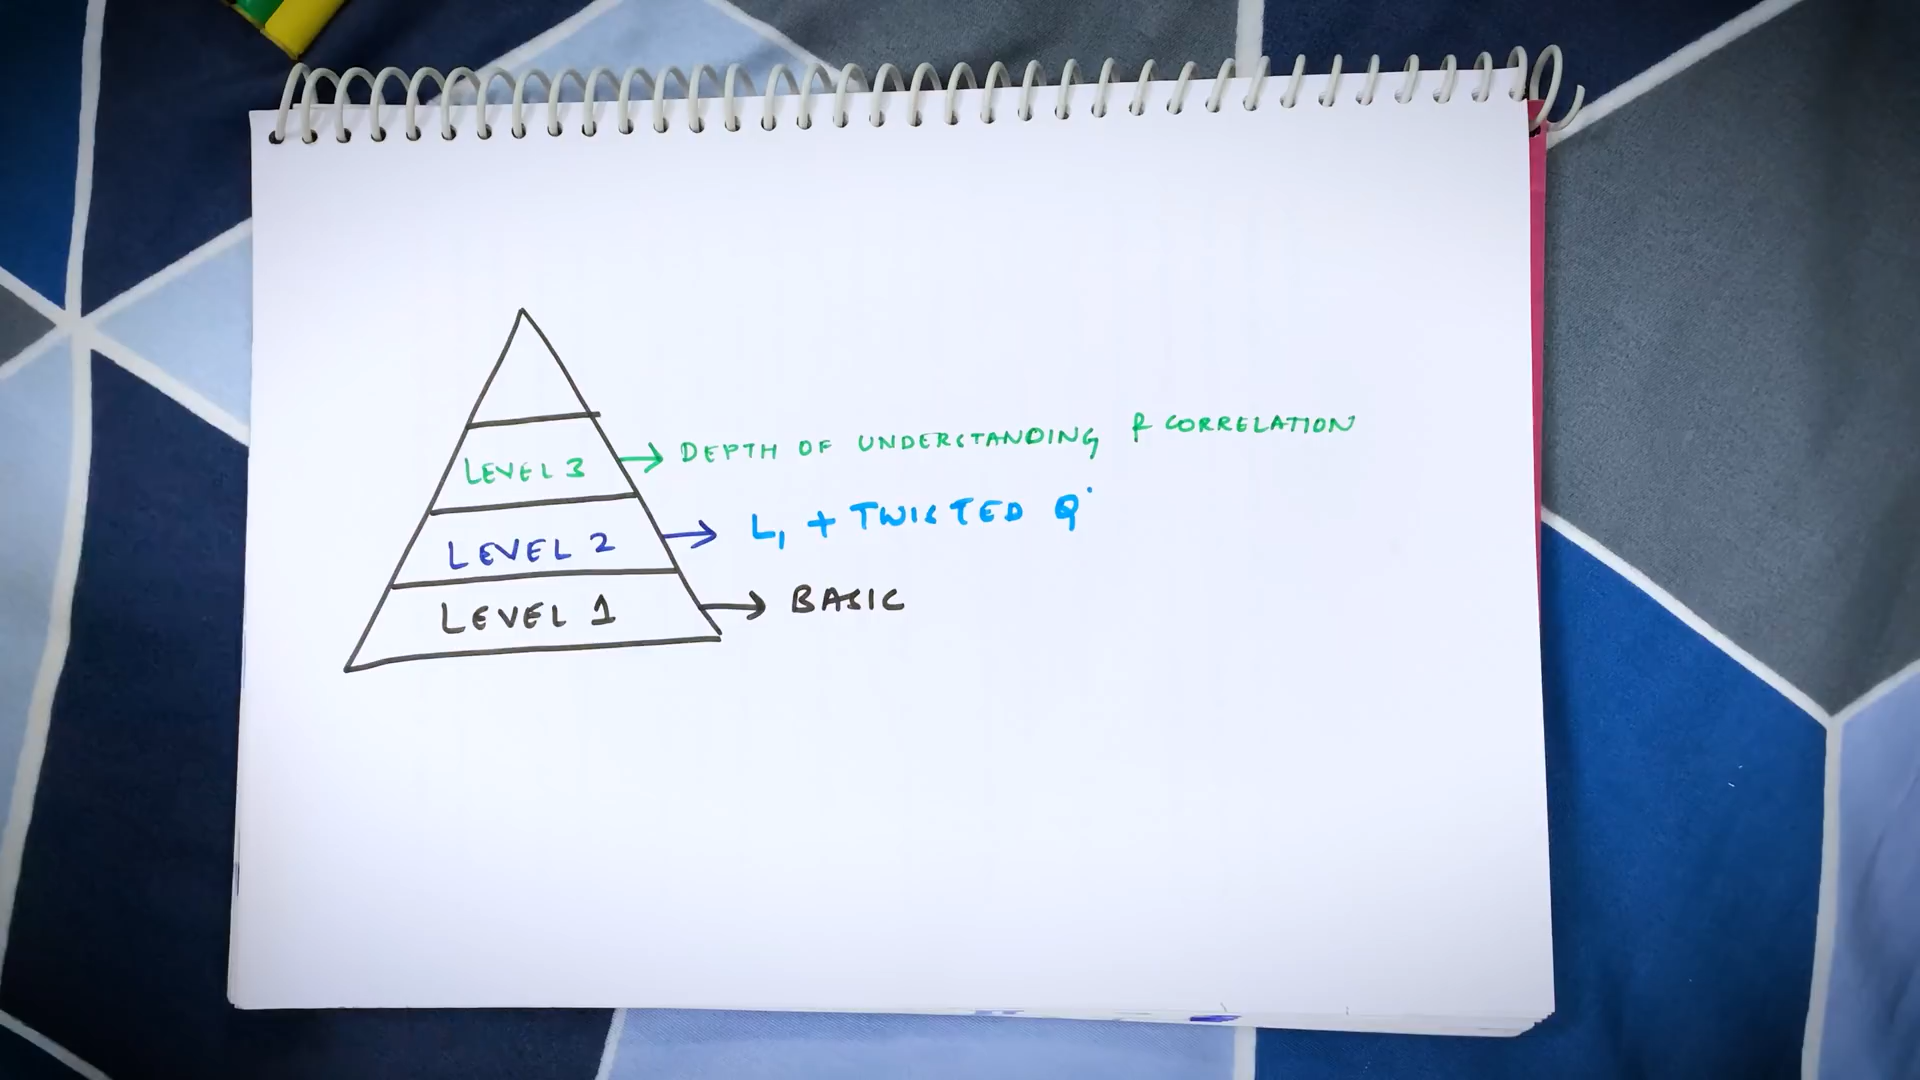 LEVEL 3 → DEPTH OF UNDERSTANDING & CORRELATION
LEVEL 2 → L1 + TWISTED Q'
LEVEL 1 → BASIC